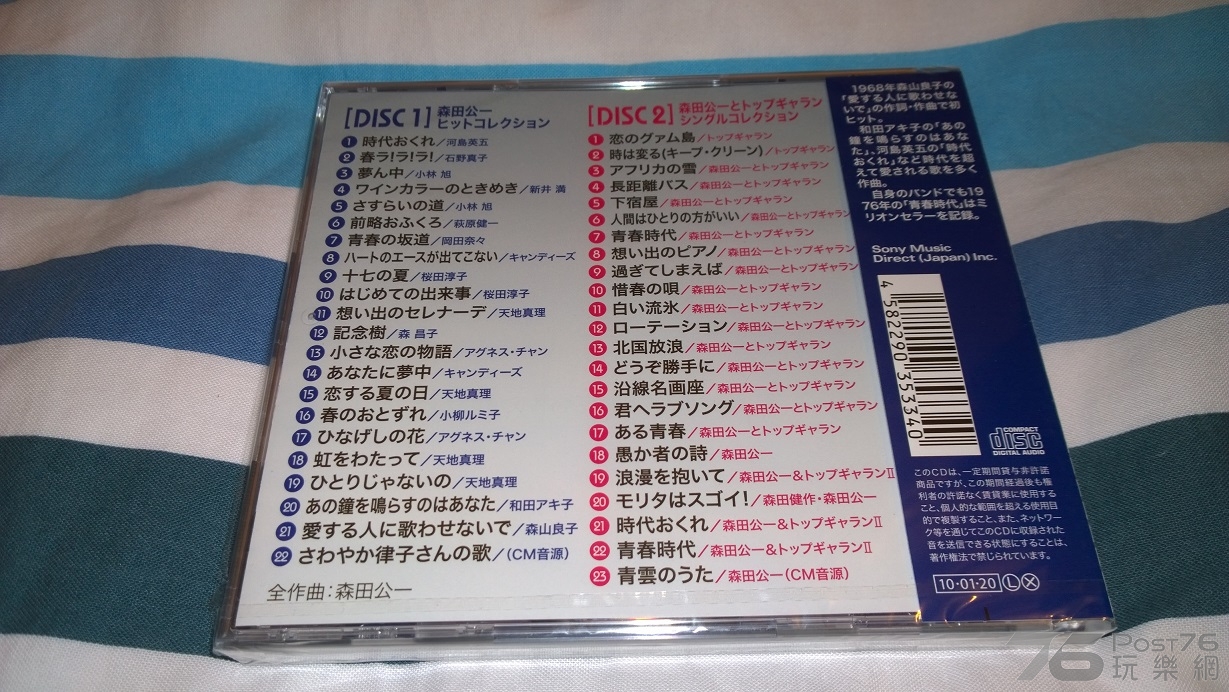 [DISC 1] 森田公一
ヒットコレクション
1 時代おくれ/河島英五
2 春ラ!ラ!ラ!/石野真子
3 夢ん中/小林 旭
4 ワインカラーのときめき/新井 満
5 さすらいの道/小林 旭
6 前略おふくろ/萩原健一
7 青春の坂道/岡田奈々
8 ハートのエースが出てこない/キャンディーズ
9 十七の夏/桜田淳子
10 はじめての出来事/桜田淳子
11 想い出のセレナーデ/天地真理
12 記念樹/森 昌子
13 小さな恋の物語/アグネス・チャン
14 あなたに夢中/キャンディーズ
15 恋する夏の日/天地真理
16 春のおとずれ/小柳ルミ子
17 ひなげしの花/アグネス・チャン
18 虹をわたって/天地真理
19 ひとりじゃないの/天地真理
20 あの鐘を鳴らすのはあなた/和田アキ子
21 愛する人に歌わせないで/森山良子
22 さわやか律子さんの歌/(CM音源)
全作曲:森田公一
[DISC 2] 森田公一とトップギャラン
シングルコレクション
1 恋のグァム島/トップギャラン
2 時は変る(キープ・クリーン)/トップギャラン
3 アフリカの雪/森田公一とトップギャラン
4 長距離バス/森田公一とトップギャラン
5 下宿屋/森田公一とトップギャラン
6 人間はひとりの方がいい/森田公一とトップギャラン
7 青春時代/森田公一とトップギャラン
8 想い出のピアノ/森田公一とトップギャラン
9 過ぎてしまえば/森田公一とトップギャラン
10 惜春の唄/森田公一とトップギャラン
11 白い流氷/森田公一とトップギャラン
12 ローテーション/森田公一とトップギャラン
13 北国放浪/森田公一とトップギャラン
14 どうぞ勝手に/森田公一とトップギャラン
15 沿線名画座/森田公一とトップギャラン
16 君へラブソング/森田公一とトップギャラン
17 ある青春/森田公一とトップギャラン
18 愚か者の詩/森田公一
19 浪漫を抱いて/森田公一&トップギャランⅡ
20 モリタはスゴイ!/森田健作・森田公一
21 時代おくれ/森田公一&トップギャランⅡ
22 青春時代/森田公一&トップギャランⅡ
23 青雲のうた/森田公一(CM音源)
1968年森山良子の
「愛する人に歌わせな
いで」の作詞・作曲で初
ヒット。
和田アキ子の「あの
鐘を鳴らすのはあな
た」、河島英五の「時代
おくれ」など時代を超
えて愛される歌を多く
作曲。
自身のバンドでも19
76年の「青春時代」はミ
リオンセラーを記録。
Sony Music
Direct (Japan) Inc.
4 582290 353340
COMPACT
disc
DIGITAL AUDIO
このCDは、一定期間貸与非許諾
商品ですが、この期間経過後も権
利者の許諾なく賃貸業に使用する
こと、個人的な範囲を超える使用目
的で複製すること、また、ネットワー
ク等を通じてこのCDに収録された
音を送信できる状態にすることは、
著作権法で禁じられています。
10・01・20 L X
76 Post76
玩樂網